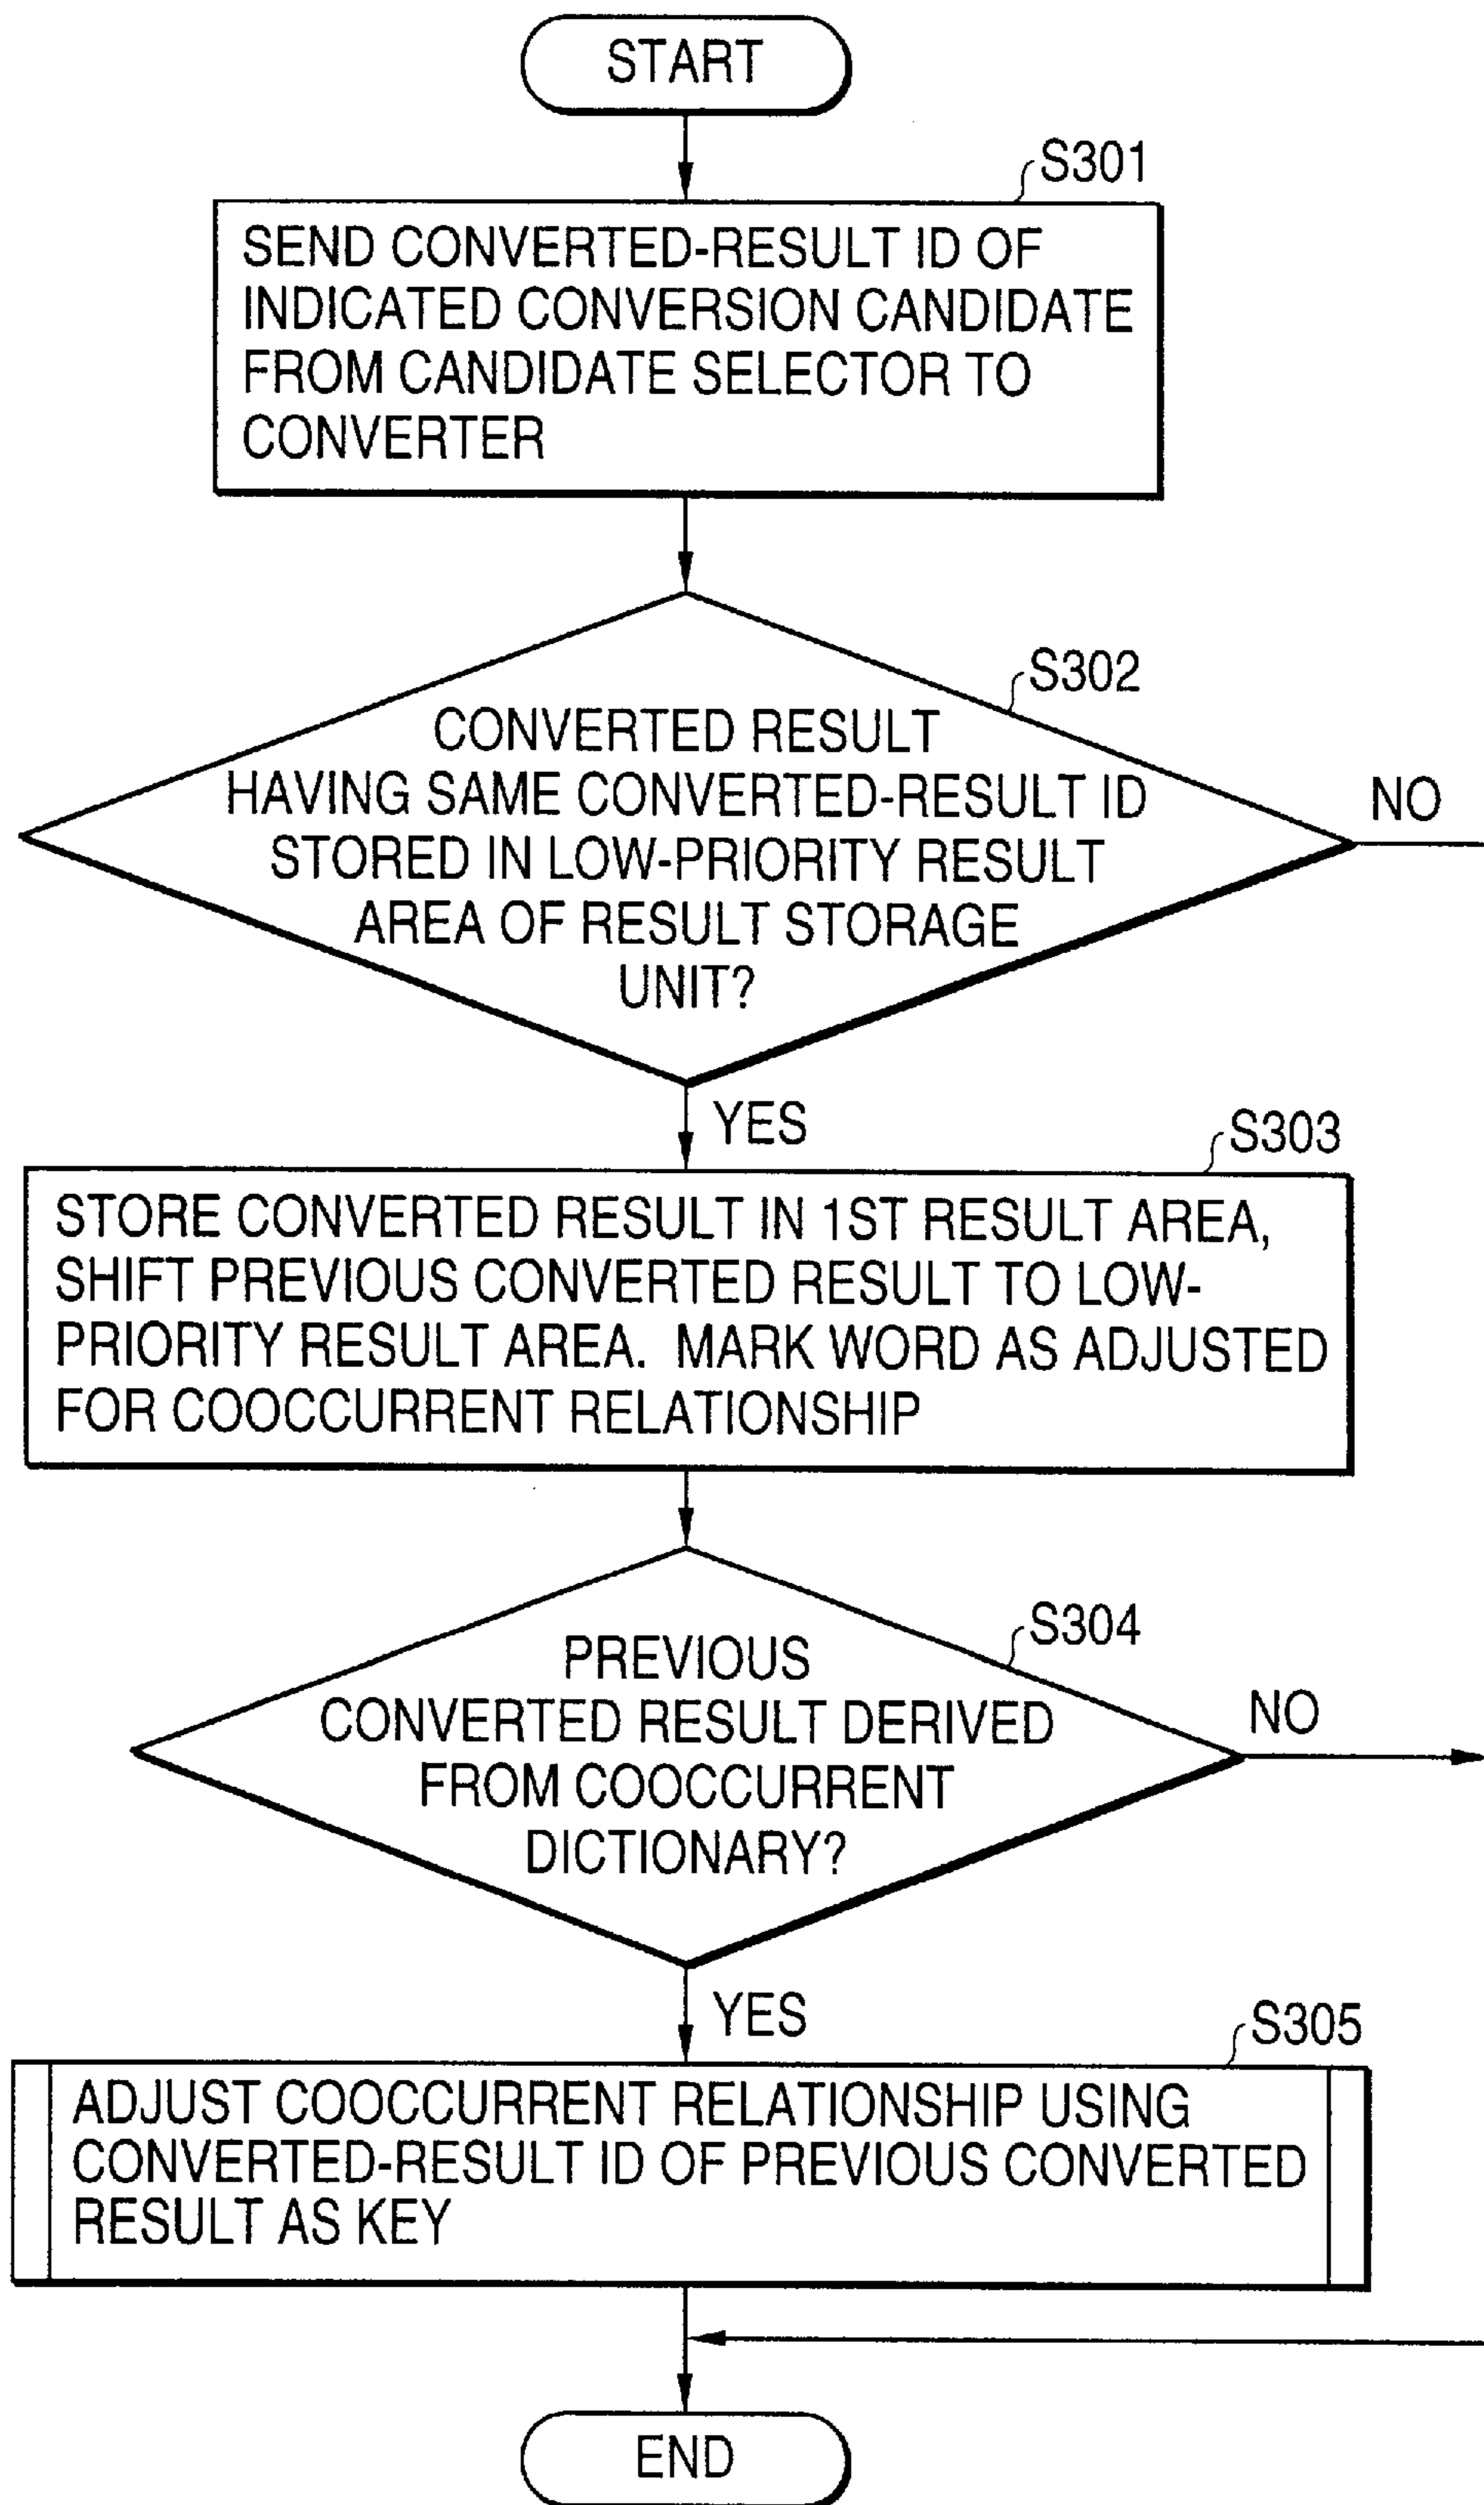 START
S301
SEND CONVERTED-RESULT ID OF
INDICATED CONVERSION CANDIDATE
FROM CANDIDATE SELECTOR TO
CONVERTER
S302
CONVERTED RESULT
HAVING SAME CONVERTED-RESULT ID
STORED IN LOW-PRIORITY RESULT
AREA OF RESULT STORAGE
UNIT?
NO
YES
S303
STORE CONVERTED RESULT IN 1ST RESULT AREA,
SHIFT PREVIOUS CONVERTED RESULT TO LOW-
PRIORITY RESULT AREA. MARK WORD AS ADJUSTED
FOR COOCCURRENT RELATIONSHIP
S304
PREVIOUS
CONVERTED RESULT DERIVED
FROM COOCCURRENT
DICTIONARY?
NO
YES
S305
ADJUST COOCCURRENT RELATIONSHIP USING
CONVERTED-RESULT ID OF PREVIOUS CONVERTED
RESULT AS KEY
END